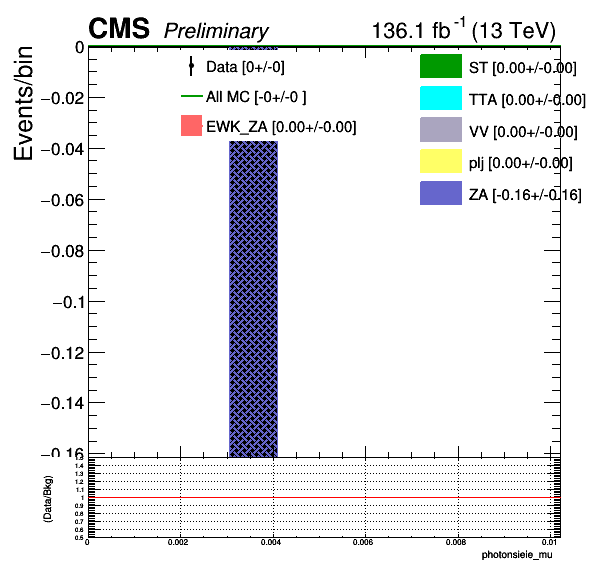 CMS Preliminary 136.1 fb⁻¹ (13 TeV)
Events/bin
0
−0.02
−0.04
−0.06
−0.08
−0.1
−0.12
−0.14
−0.16
Data [0+/-0]
All MC [-0+/-0 ]
EWK_ZA [0.00+/-0.00]
ST [0.00+/-0.00]
TTA [0.00+/-0.00]
VV [0.00+/-0.00]
plj [0.00+/-0.00]
ZA [-0.16+/-0.16]
(Data/Bkg)
1.4
1.3
1.2
1.1
1
0.9
0.8
0.7
0.6
0.5
0 0.002 0.004 0.006 0.008 0.01
photonsieie_mu